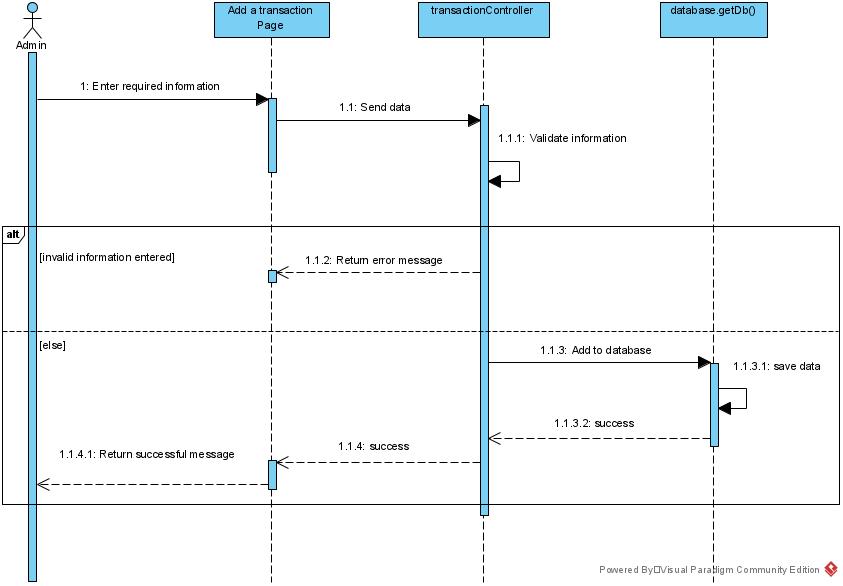 Add a transaction
Page
transactionController
database.getDb()
Admin
1: Enter required information
1.1: Send data
1.1.1: Validate information
alt
[invalid information entered]
1.1.2: Return error message
[else]
1.1.3: Add to database
1.1.3.1: save data
1.1.3.2: success
1.1.4: success
1.1.4.1: Return successful message
Powered By□Visual Paradigm Community Edition